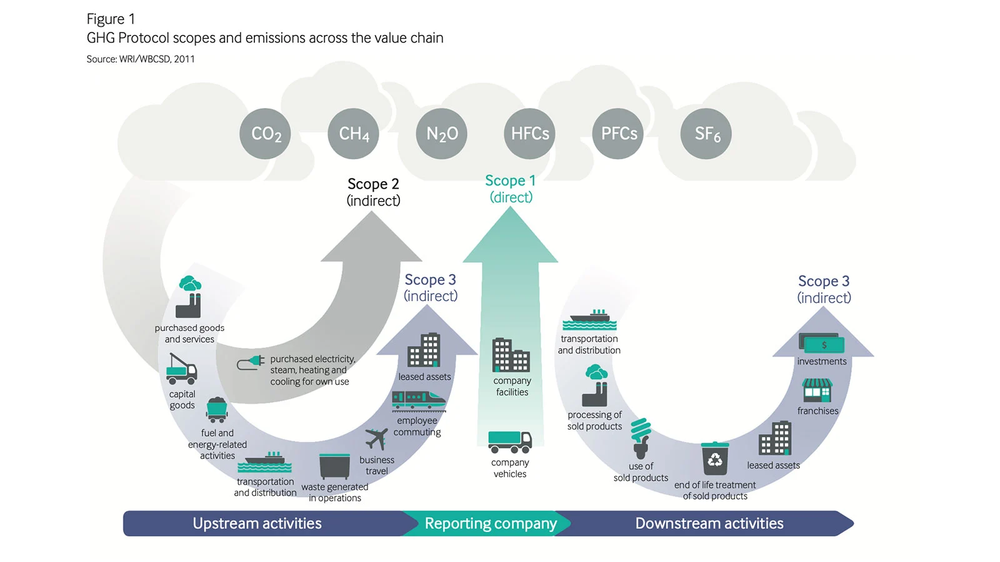 Figure 1
GHG Protocol scopes and emissions across the value chain
Source: WRI/WBCSD, 2011
CO2
CH4
N2O
HFCs
PFCs
SF6
Scope 2
(indirect)
Scope 1
(direct)
Scope 3
(indirect)
Scope 3
(indirect)
purchased goods
and services
capital
goods
fuel and
energy-related
activities
transportation
and distribution
waste generated
in operations
business
travel
employee
commuting
leased assets
purchased electricity,
steam, heating and
cooling for own use
company
facilities
company
vehicles
transportation
and distribution
processing of
sold products
use of
sold products
end of life treatment
of sold products
leased assets
franchises
$
investments
Upstream activities
Reporting company
Downstream activities